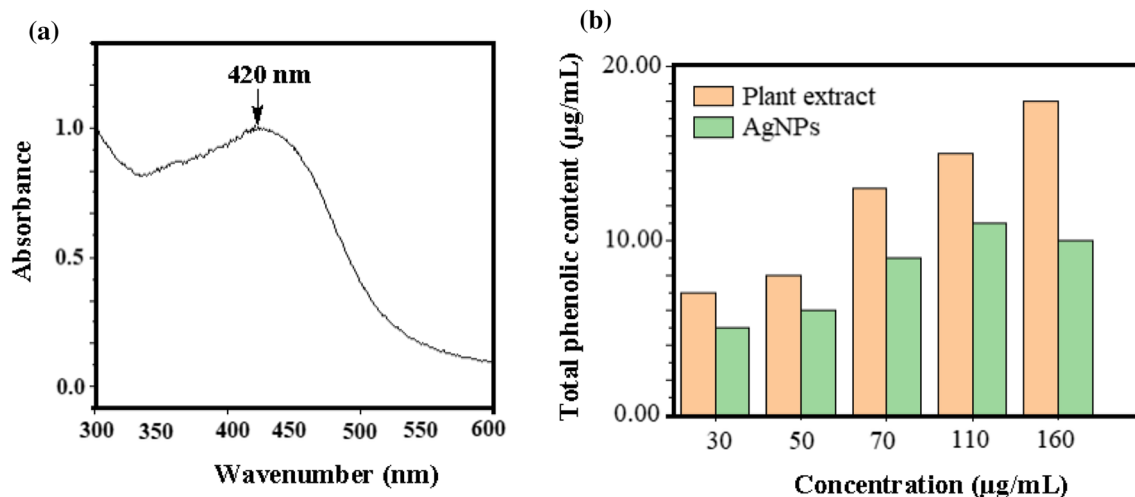 (a)
420 nm
Absorbance
1.0
0.5
0.0
300 350 400 450 500 550 600
Wavenumber (nm)
(b)
Total phenolic content (µg/mL)
20.00
10.00
0.00
Plant extract
AgNPs
30 50 70 110 160
Concentration (µg/mL)